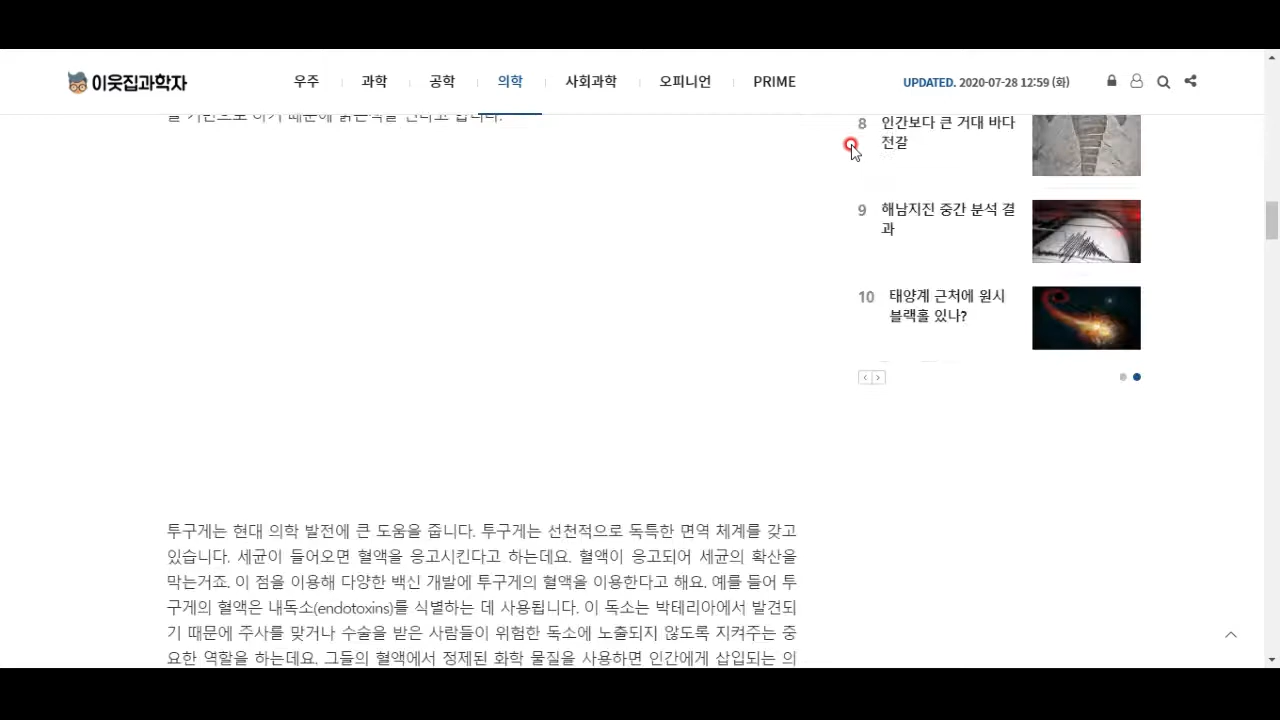 이웃집과학자
우주 과학 공학 의학 사회과학 오피니언 PRIME
UPDATED. 2020-07-28 12:59 (화)
8 인간보다 큰 거대 바다
전갈
9 해남지진 중간 분석 결
과
10 태양계 근처에 원시
블랙홀 있나?
투구게는 현대 의학 발전에 큰 도움을 줍니다. 투구게는 선천적으로 독특한 면역 체계를 갖고
있습니다. 세균이 들어오면 혈액을 응고시킨다고 하는데요. 혈액이 응고되어 세균의 확산을
막는거죠. 이 점을 이용해 다양한 백신 개발에 투구게의 혈액을 이용한다고 해요. 예를 들어 투
구게의 혈액은 내독소(endotoxins)를 식별하는 데 사용됩니다. 이 독소는 박테리아에서 발견되
기 때문에 주사를 맞거나 수술을 받은 사람들이 위험한 독소에 노출되지 않도록 지켜주는 중
요한 역할을 하는데요. 그들의 혈액에서 정제된 화학 물질을 사용하면 인간에게 삽입되는 의